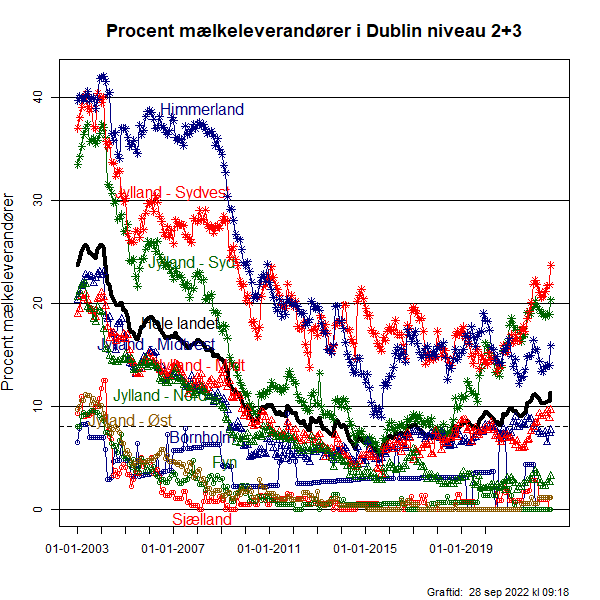 Procent mælkeleverandører i Dublin niveau 2+3
Procent mælkeleverandører
40
30
20
10
0
Himmerland
Jylland - Sydvest
Jylland - Syd
Hele landet
Jylland - Midtvest
Jylland - Midt
Jylland - Nord
Jylland - Øst
Bornholm
Fyn
Sjælland
01-01-2003
01-01-2007
01-01-2011
01-01-2015
01-01-2019
Graftid: 28 sep 2022 kl 09:18